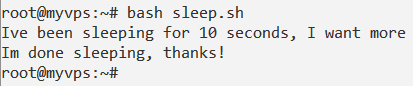 root@myvps:~# bash sleep.sh
Ive been sleeping for 10 seconds, I want more
Im done sleeping, thanks!
root@myvps:~#